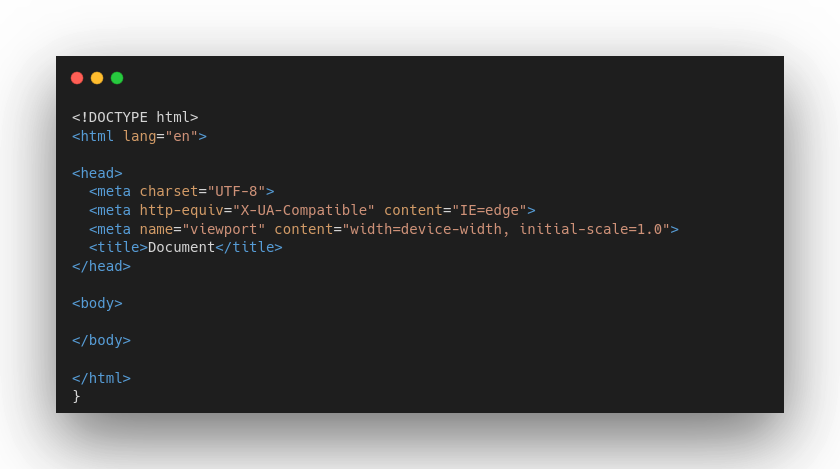 <!DOCTYPE html>
<html lang="en">
<head>
<meta charset="UTF-8">
<meta http-equiv="X-UA-Compatible" content="IE=edge">
<meta name="viewport" content="width=device-width, initial-scale=1.0">
<title>Document</title>
</head>
<body>
</body>
</html>
}